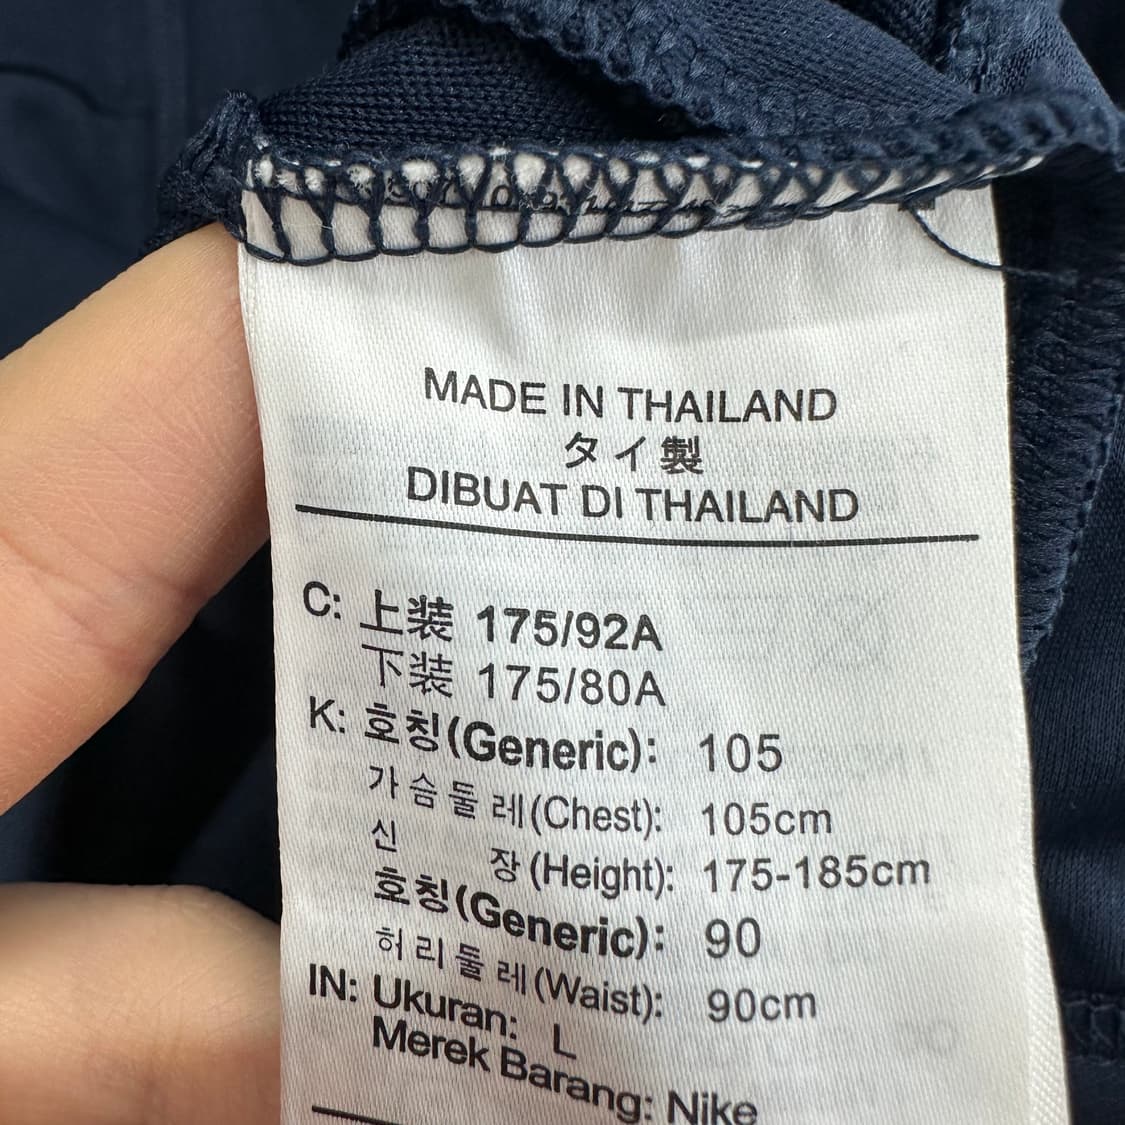 MADE IN THAILAND
タイ製
DIBUAT DI THAILAND
C: 上装 175/92A
下装 175/80A
K: 호칭(Generic): 105
가슴둘레(Chest): 105cm
신 장(Height): 175-185cm
호칭(Generic): 90
허리둘레(Waist): 90cm
IN: Ukuran: L
Merek Barang: Nike